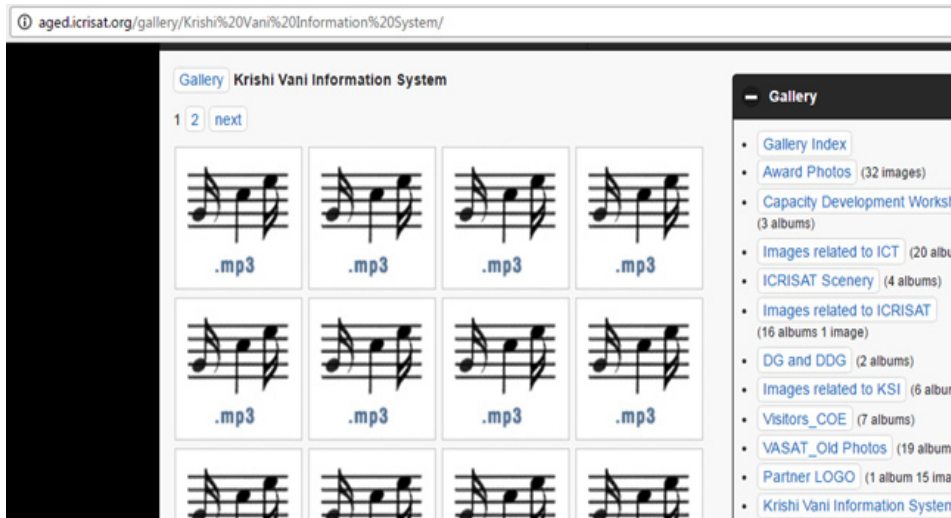 aged.icrisat.org/gallery/Krishi%20Vani%20Information%20System/
Gallery Krishi Vani Information System
1 2 next
.mp3 .mp3 .mp3 .mp3
.mp3 .mp3 .mp3 .mp3
Gallery
Gallery Index
Award Photos (32 images)
Capacity Development Worksh
(3 albums)
Images related to ICT (20 albu
ICRISAT Scenery (4 albums)
Images related to ICRISAT
(16 albums 1 image)
DG and DDG (2 albums)
Images related to KSI (6 albur
Visitors_COE (7 albums)
VASAT_Old Photos (19 album
Partner LOGO (1 album 15 ima
Krishi Vani Information System